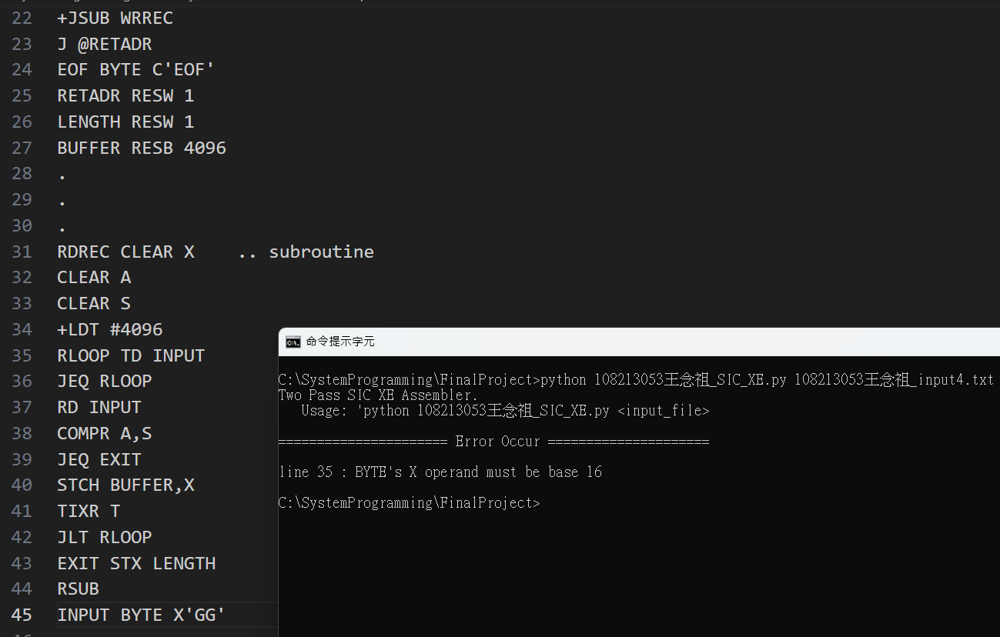 22 +JSUB WRREC
23 J @RETADR
24 EOF BYTE C'EOF'
25 RETADR RESW 1
26 LENGTH RESW 1
27 BUFFER RESB 4096
28 .
29 .
30 .
31 RDREC CLEAR X    .. subroutine
32 CLEAR A
33 CLEAR S
34 +LDT #4096
35 RLOOP TD INPUT
36 JEQ RLOOP
37 RD INPUT
38 COMPR A,S
39 JEQ EXIT
40 STCH BUFFER,X
41 TIXR T
42 JLT RLOOP
43 EXIT STX LENGTH
44 RSUB
45 INPUT BYTE X'GG'
命令提示字元
C:\SystemProgramming\FinalProject>python 108213053王念祖_SIC_XE.py 108213053王念祖_input4.txt
Two Pass SIC XE Assembler.
   Usage: 'python 108213053王念祖_SIC_XE.py <input_file>
====================== Error Occur =====================
line 35 : BYTE's X operand must be base 16
C:\SystemProgramming\FinalProject>